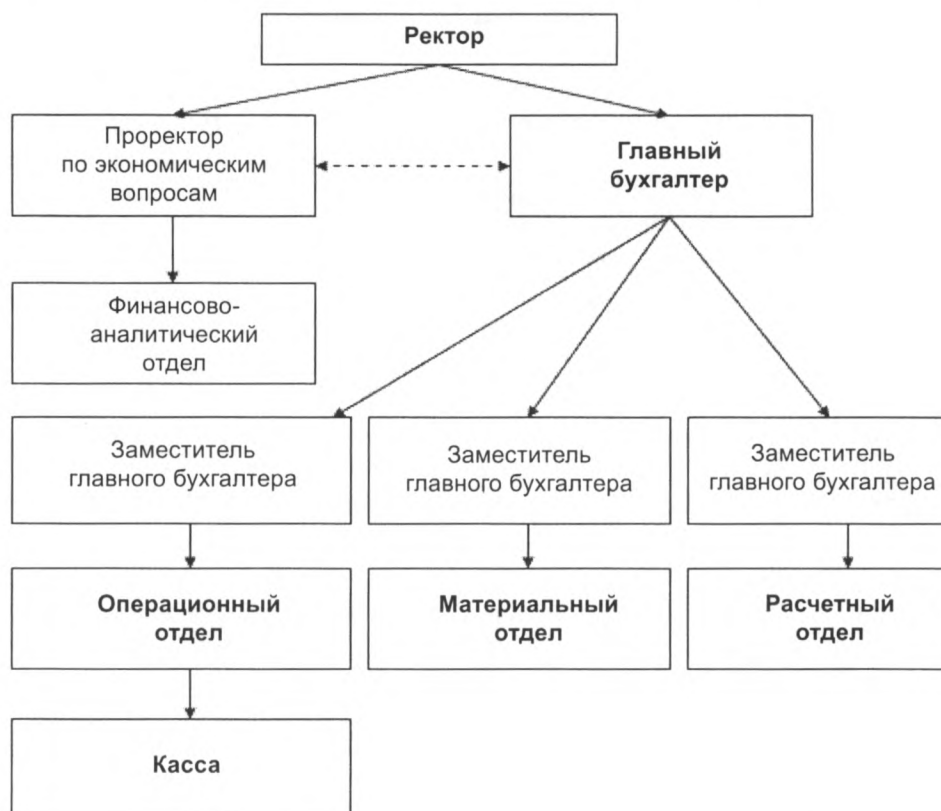 Ректор
Проректор
по экономическим
вопросам
Главный
бухгалтер
Финансово-
аналитический
отдел
Заместитель
главного бухгалтера
Заместитель
главного бухгалтера
Заместитель
главного бухгалтера
Операционный
отдел
Материальный
отдел
Расчетный
отдел
Касса